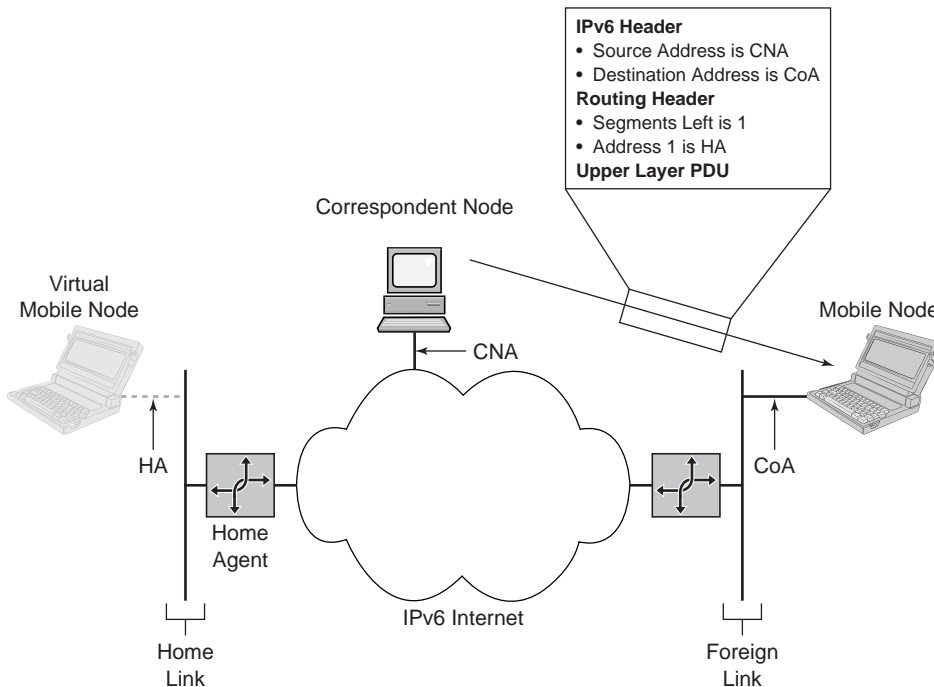 IPv6 Header
• Source Address is CNA
• Destination Address is CoA
Routing Header
• Segments Left is 1
• Address 1 is HA
Upper Layer PDU
Correspondent Node
Virtual
Mobile Node
Mobile Node
CNA
HA
CoA
Home
Agent
IPv6 Internet
Home
Link
Foreign
Link